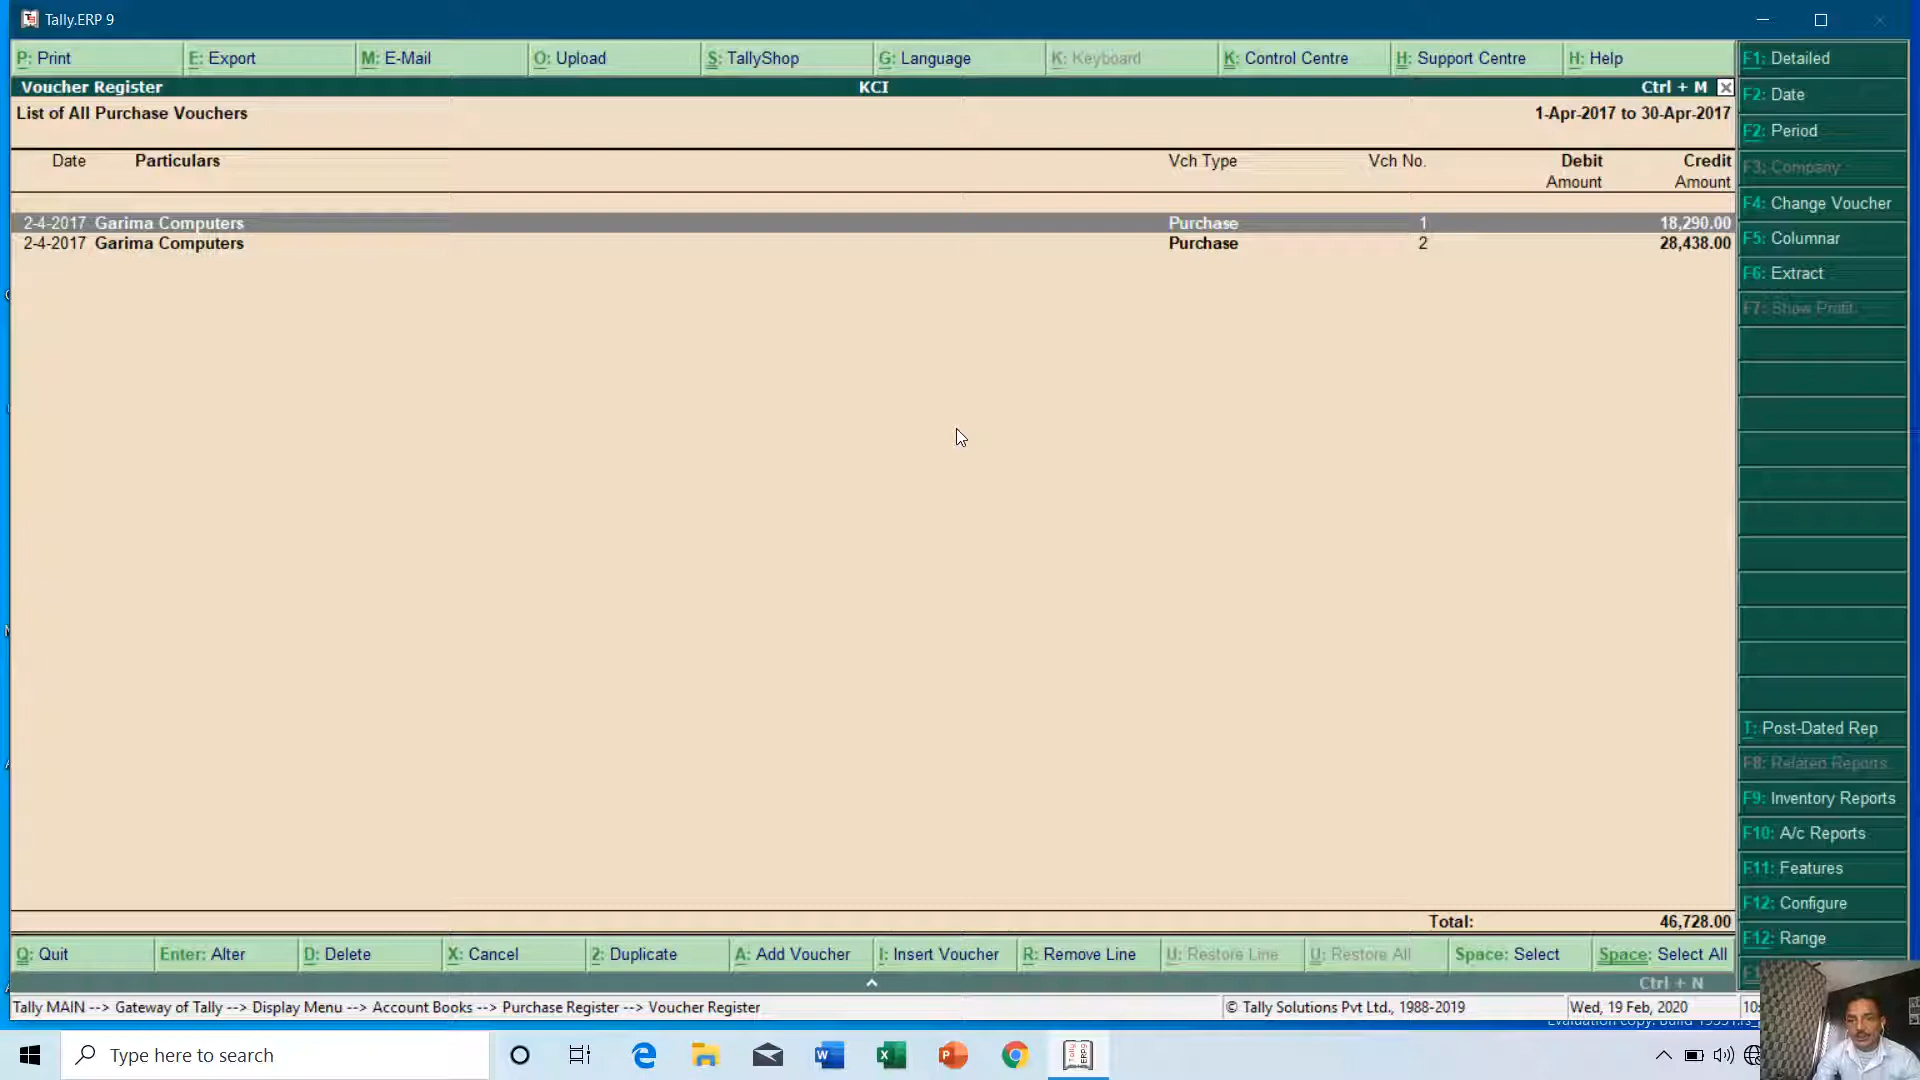 Tally.ERP 9
P: Print E: Export M: E-Mail O: Upload S: TallyShop G: Language K: Keyboard K: Control Centre H: Support Centre H: Help
Voucher Register KCI Ctrl + M
List of All Purchase Vouchers 1-Apr-2017 to 30-Apr-2017
Date Particulars Vch Type Vch No. Debit Credit
Amount Amount
2-4-2017 Garima Computers Purchase 1 18,290.00
2-4-2017 Garima Computers Purchase 2 28,438.00
Total: 46,728.00
F1: Detailed
F2: Date
F2: Period
F3: Company
F4: Change Voucher
F5: Columnar
F6: Extract
F7: Show Profit
T: Post-Dated Rep
F8: Related Reports
F9: Inventory Reports
F10: A/c Reports
F11: Features
F12: Configure
F12: Range
Q: Quit Enter: Alter D: Delete X: Cancel 2: Duplicate A: Add Voucher I: Insert Voucher R: Remove Line U: Restore Line U: Restore All Space: Select Space: Select All
Ctrl + N
Tally MAIN --> Gateway of Tally --> Display Menu --> Account Books --> Purchase Register --> Voucher Register © Tally Solutions Pvt Ltd., 1988-2019 Wed, 19 Feb, 2020
Type here to search